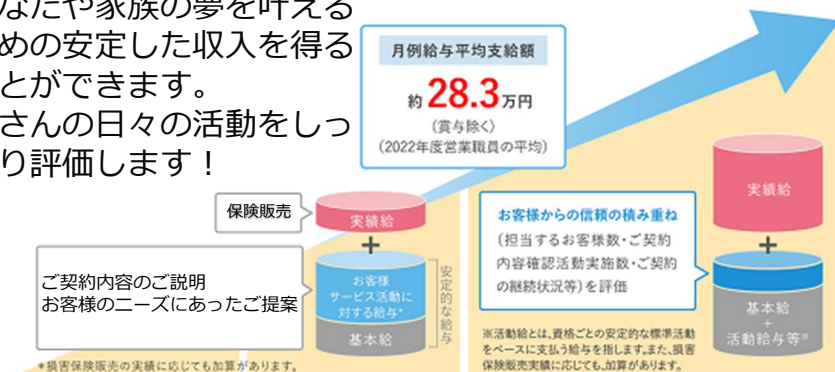 なたや家族の夢を叶える
めの安定した収入を得る
とができます。
さんの日々の活動をしっ
り評価します！
月例給与平均支給額
約 28.3万円
(賞与除く)
(2022年度営業職員の平均)
保険販売
実績給
+
ご契約内容のご説明
お客様のニーズにあったご提案
お客様
サービス活動に
対する給与*
基本給
安定的な給与
*損害保険販売の実績に応じても加算があります。
お客様からの信頼の積み重ね
(担当するお客様数・ご契約
内容確認活動実施数・ご契約
の継続状況等)を評価
※活動給とは、資格ごとの安定的な標準活動
をベースに支払う給与を指します。また、損害
保険販売実績に応じても、加算があります。
実績給
+
基本給
+
活動給与等※